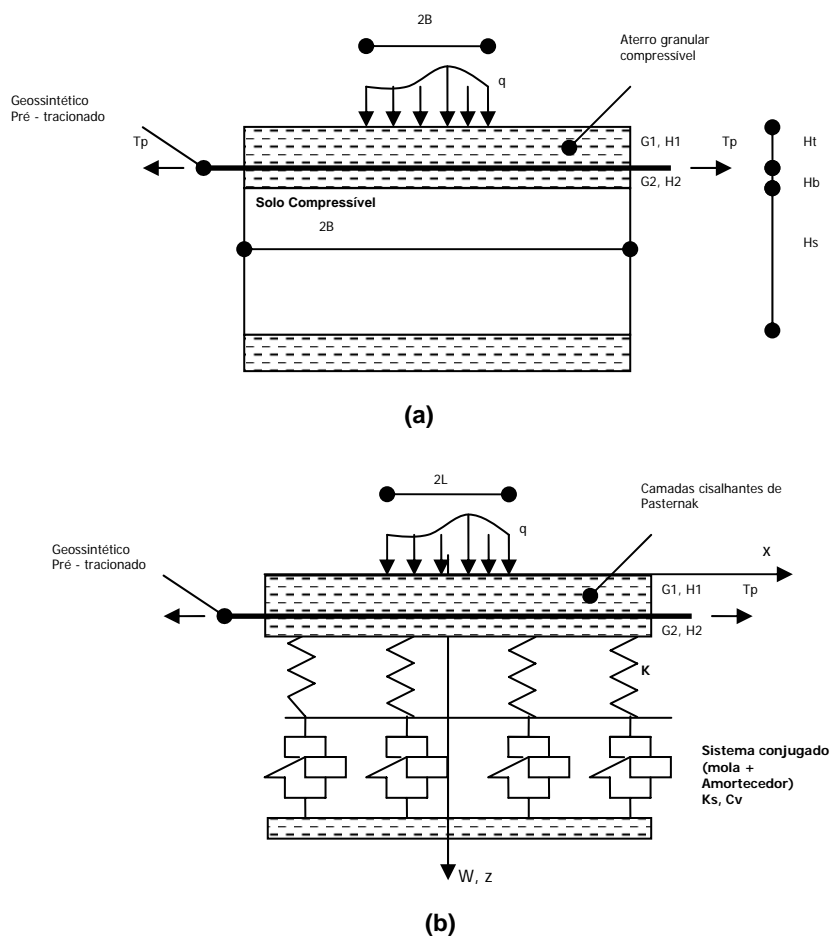 2B
Aterro granular
compressível
q
Geossintético
Pré - tracionado
Tp
G1, H1
Tp
Ht
G2, H2
Hb
Solo Compressível
2B
Hs
(a)
2L
Camadas cisalhantes de
Pasternak
q
Geossintético
Pré - tracionado
X
G1, H1
Tp
G2, H2
K
Sistema conjugado
(mola +
Amortecedor)
Ks, Cv
W, z
(b)